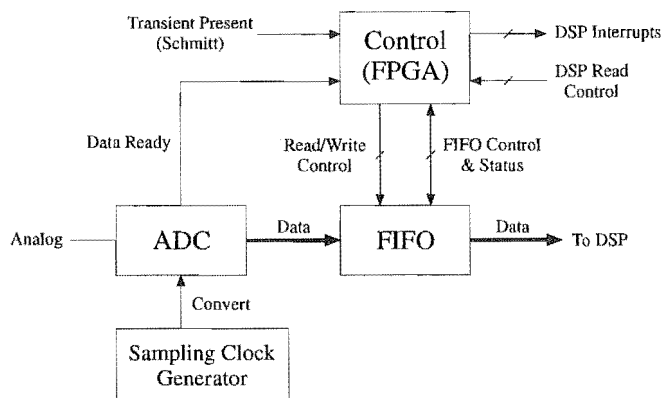 Transient Present
(Schmitt)
Control
(FPGA)
DSP Interrupts
DSP Read
Control
Data Ready
Read/Write
Control
FIFO Control
& Status
Analog
ADC
Data
FIFO
Data
To DSP
Convert
Sampling Clock
Generator